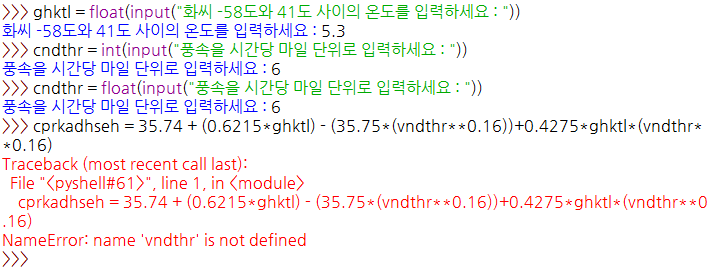 >>> ghktl = float(input("화씨 -58도와 41도 사이의 온도를 입력하세요 : "))
화씨 -58도와 41도 사이의 온도를 입력하세요 : 5.3
>>> cndthr = int(input("풍속을 시간당 마일 단위로 입력하세요 : "))
풍속을 시간당 마일 단위로 입력하세요 : 6
>>> cndthr = float(input("풍속을 시간당 마일 단위로 입력하세요 : "))
풍속을 시간당 마일 단위로 입력하세요 : 6
>>> cprkadhseh = 35.74 + (0.6215*ghktl) - (35.75*(vndthr**0.16))+0.4275*ghktl*(vndthr*
*0.16)
Traceback (most recent call last):
  File "<pyshell#61>", line 1, in <module>
    cprkadhseh = 35.74 + (0.6215*ghktl) - (35.75*(vndthr**0.16))+0.4275*ghktl*(vndthr**0
.16)
NameError: name 'vndthr' is not defined
>>>